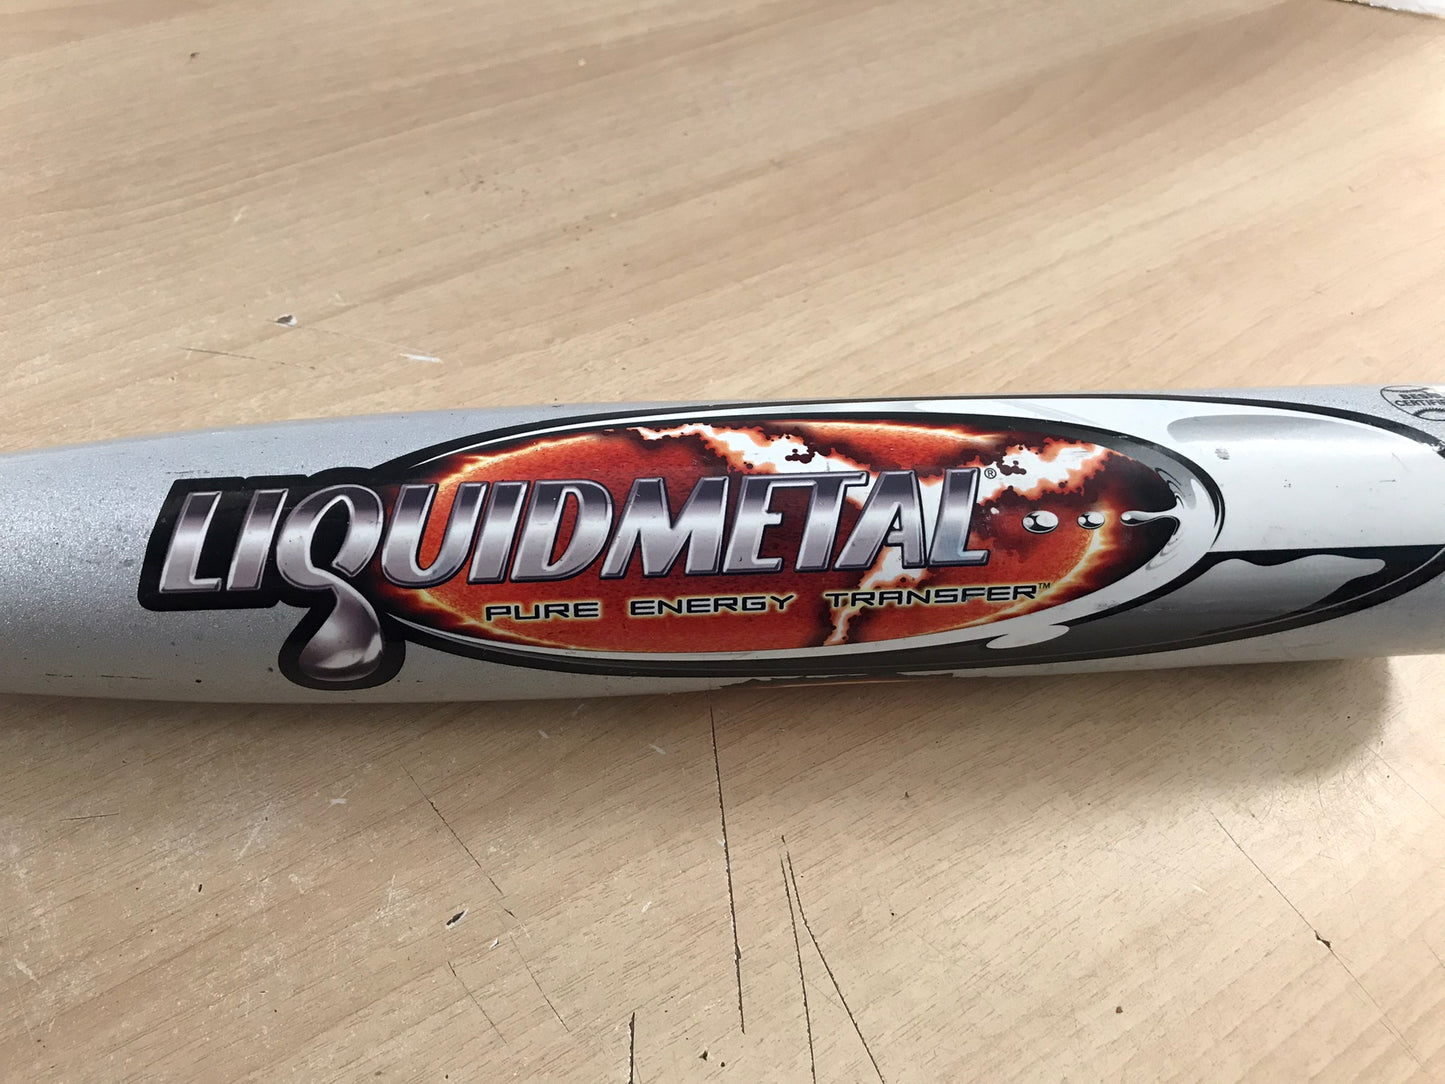 LIQUIDMETAL®
PURE ENERGY TRANSFER™